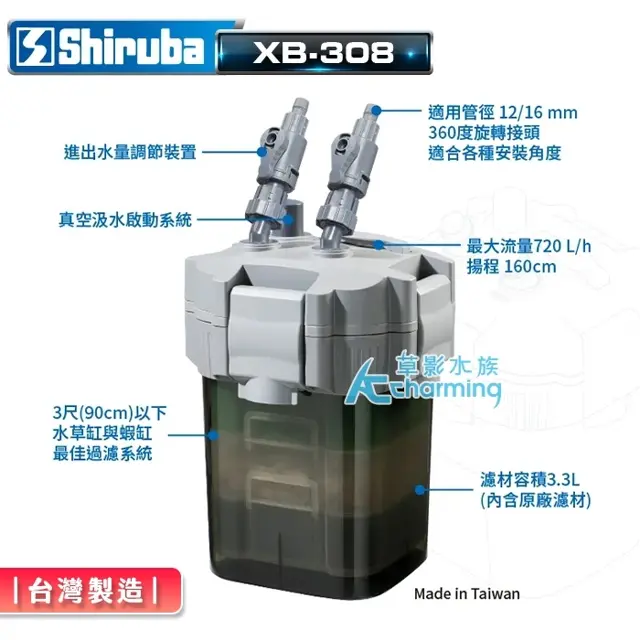 Shiruba
XB-308
適用管徑 12/16 mm
360度旋轉接頭
適合各種安裝角度
進出水量調節裝置
真空汲水啟動系統
最大流量720 L/h
揚程 160cm
草影水族
Acharming
3尺(90cm)以下
水草缸與蝦缸
最佳過濾系統
濾材容積3.3L
(內含原廠濾材)
|台灣製造|
Made in Taiwan